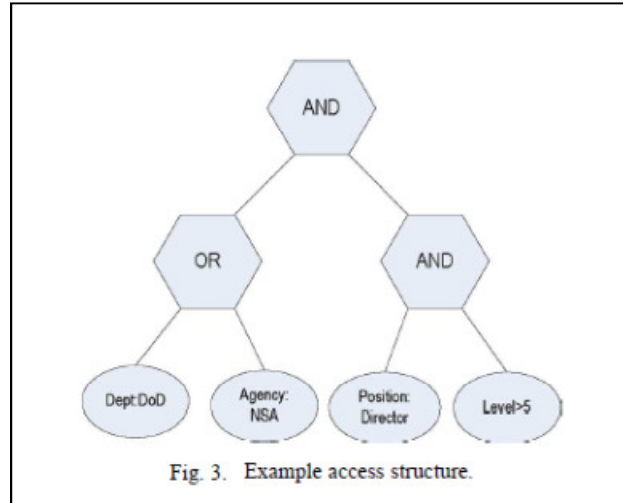 AND
OR
AND
Dept:DoD
Agency:
NSA
Position:
Director
Level>5
Fig. 3. Example access structure.